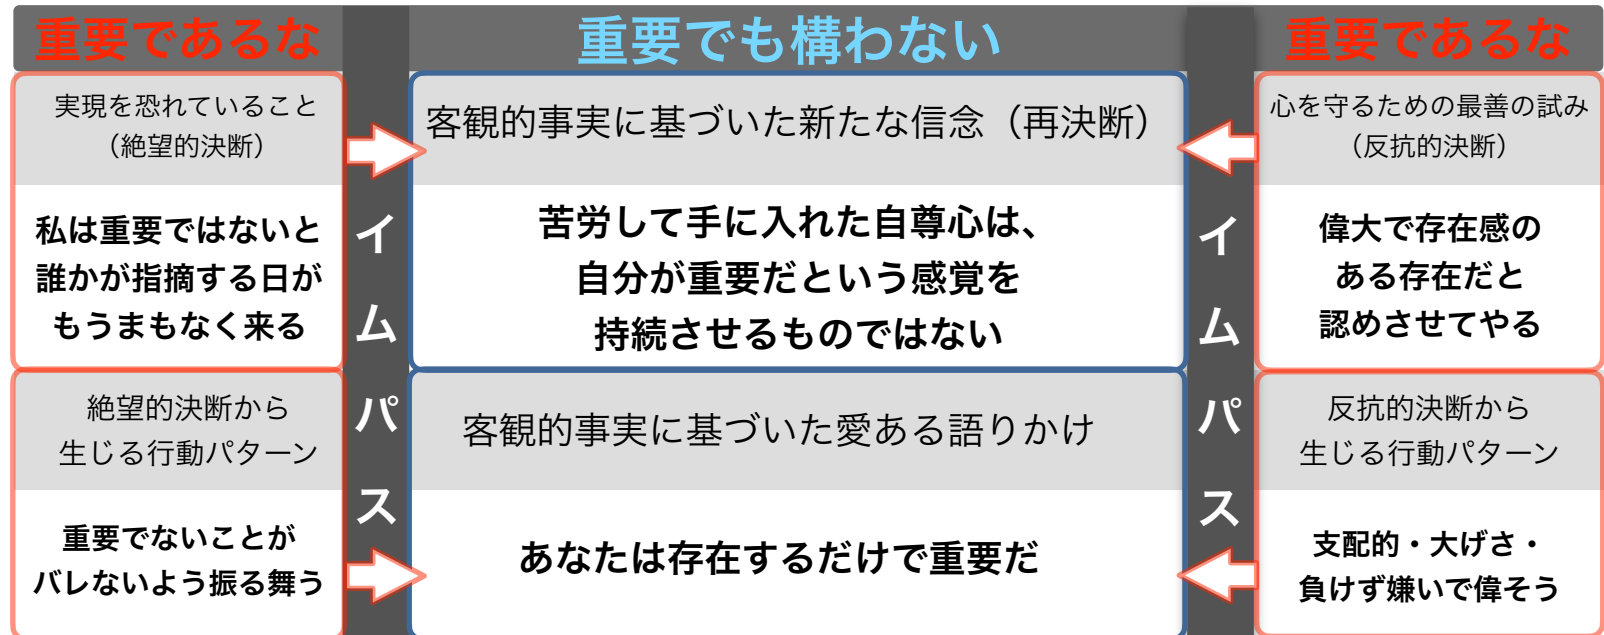 重要であるな
重要でも構わない
重要であるな
実現を恐れていること
（絶望的決断）
客観的事実に基づいた新たな信念（再決断）
心を守るための最善の試み
（反抗的決断）
私は重要ではないと
誰かが指摘する日が
もうまもなく来る
イムパス
苦労して手に入れた自尊心は、
自分が重要だという感覚を
持続させるものではない
イムパス
偉大で存在感の
ある存在だと
認めさせてやる
絶望的決断から
生じる行動パターン
客観的事実に基づいた愛ある語りかけ
反抗的決断から
生じる行動パターン
重要でないことが
バレないよう振る舞う
あなたは存在するだけで重要だ
支配的・大げさ・
負けず嫌いで偉そう